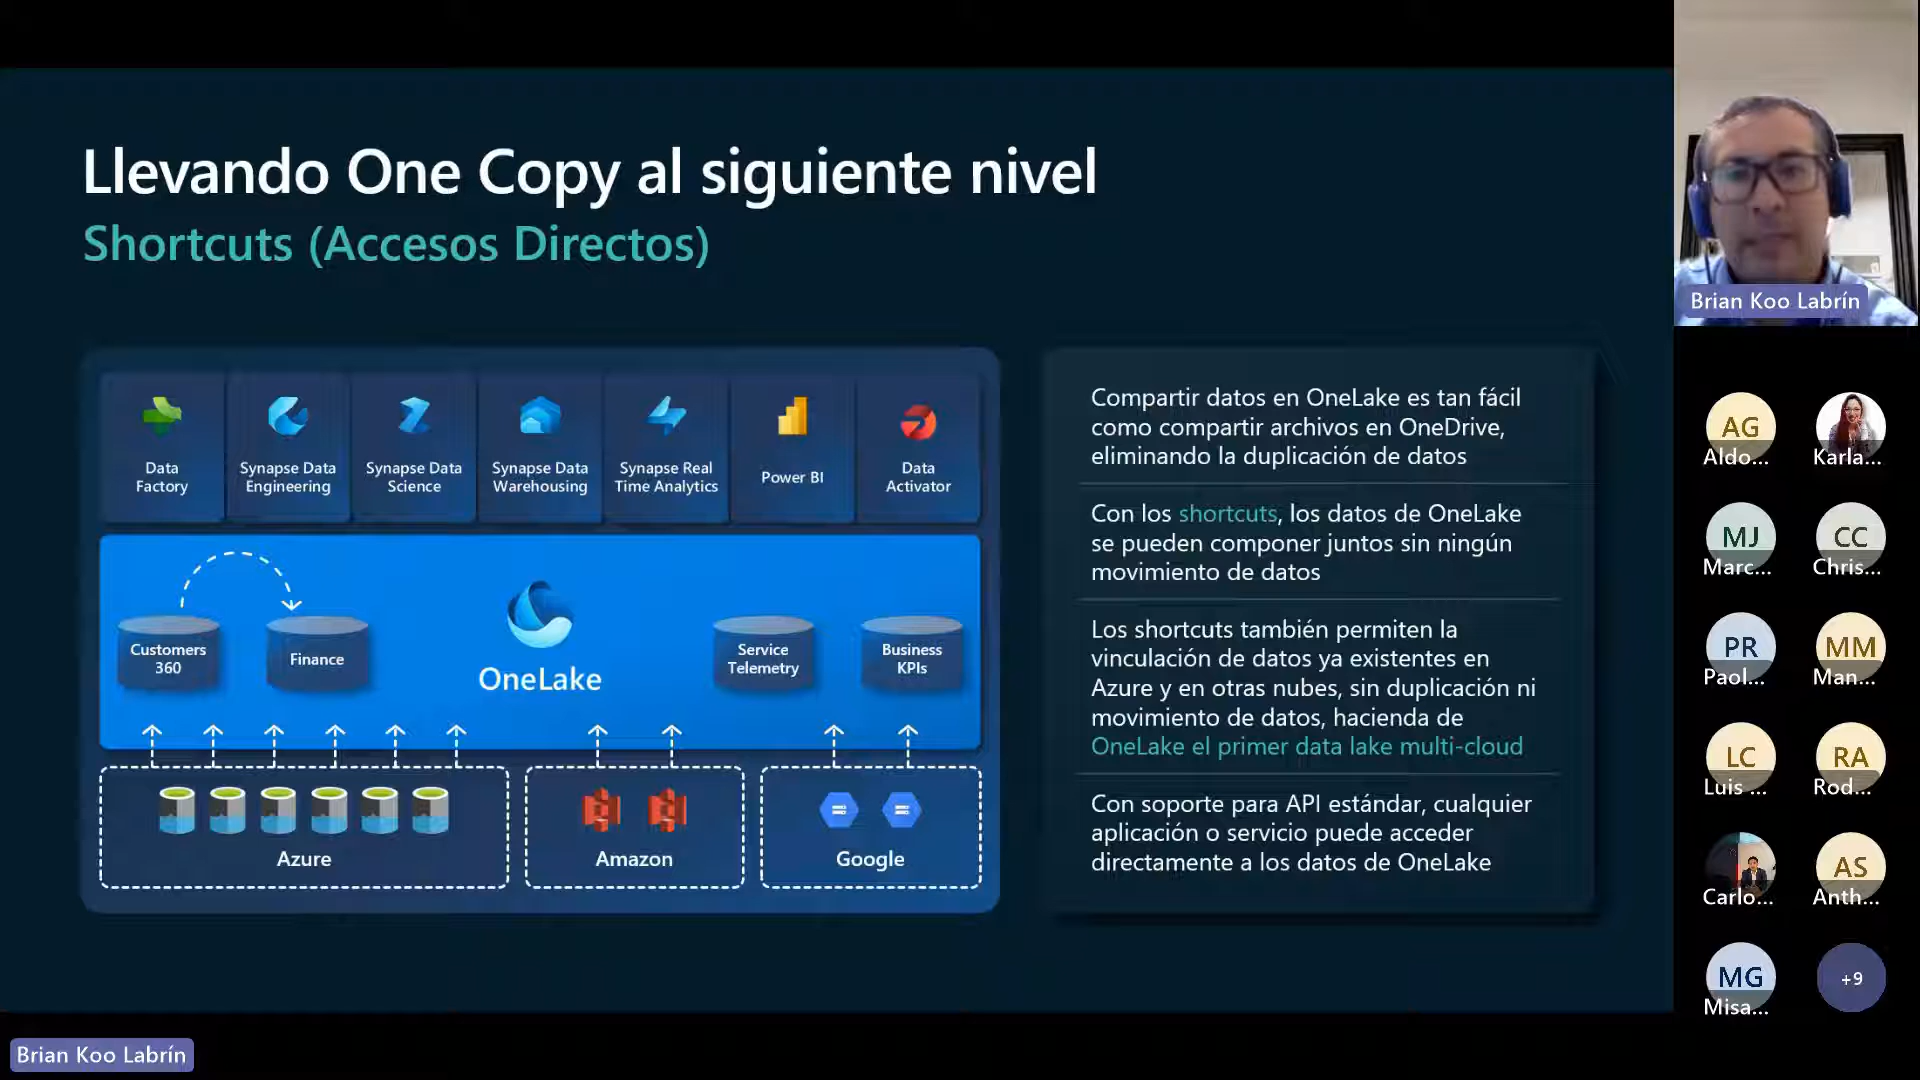 Llevando One Copy al siguiente nivel
Shortcuts (Accesos Directos)
Data
Factory
Synapse Data
Engineering
Synapse Data
Science
Synapse Data
Warehousing
Synapse Real
Time Analytics
Power BI
Data
Activator
Customers
360
Finance
OneLake
Service
Telemetry
Business
KPIs
Azure
Amazon
Google
Compartir datos en OneLake es tan fácil
como compartir archivos en OneDrive,
eliminando la duplicación de datos
Con los shortcuts, los datos de OneLake
se pueden componer juntos sin ningún
movimiento de datos
Los shortcuts también permiten la
vinculación de datos ya existentes en
Azure y en otras nubes, sin duplicación ni
movimiento de datos, hacienda de
OneLake el primer data lake multi-cloud
Con soporte para API estándar, cualquier
aplicación o servicio puede acceder
directamente a los datos de OneLake
Brian Koo Labrín
AG
Aldo...
Karla...
MJ
Marc...
CC
Chris...
PR
Paol...
MM
Man...
LC
Luis ...
RA
Rod...
Carlo...
AS
Anth...
MG
Misa...
+9
Brian Koo Labrín